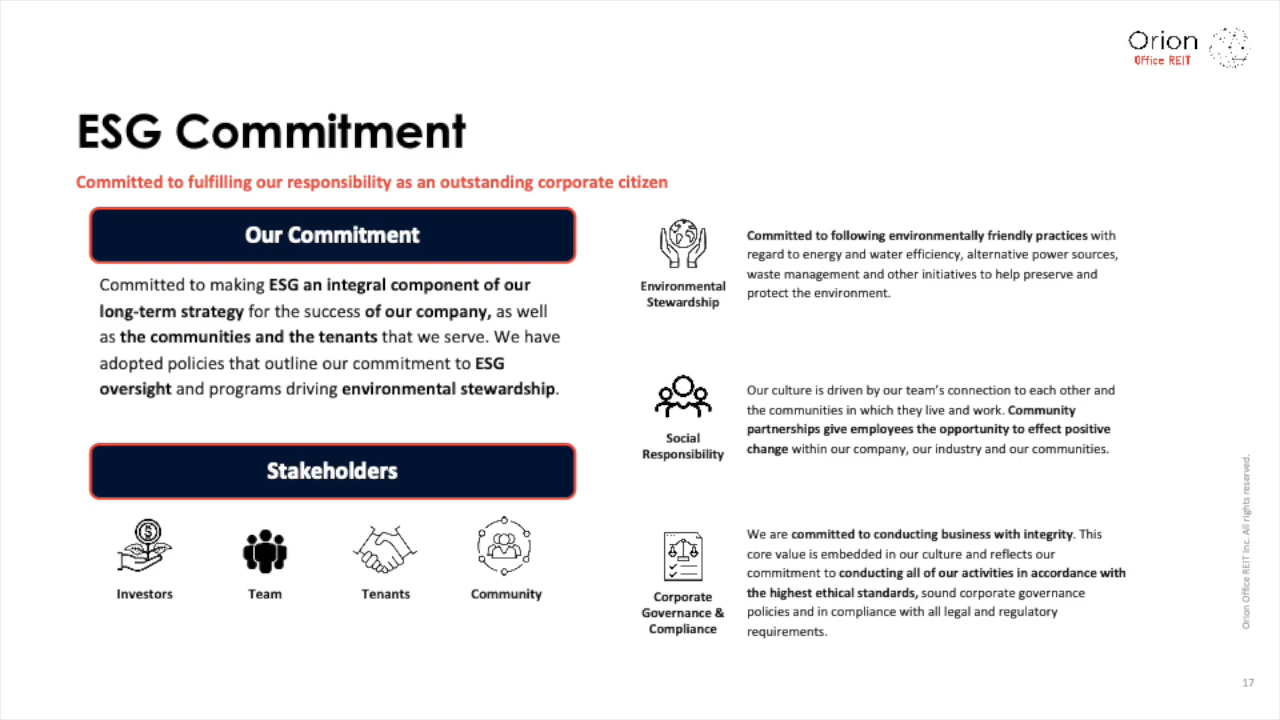 Orion
Office REIT
ESG Commitment
Committed to fulfilling our responsibility as an outstanding corporate citizen
Our Commitment
Committed to making ESG an integral component of our
long-term strategy for the success of our company, as well
as the communities and the tenants that we serve. We have
adopted policies that outline our commitment to ESG
oversight and programs driving environmental stewardship.
Stakeholders
Investors
Team
Tenants
Community
Environmental
Stewardship
Committed to following environmentally friendly practices with
regard to energy and water efficiency, alternative power sources,
waste management and other initiatives to help preserve and
protect the environment.
Social
Responsibility
Our culture is driven by our team's connection to each other and
the communities in which they live and work. Community
partnerships give employees the opportunity to effect positive
change within our company, our industry and our communities.
Corporate
Governance &
Compliance
We are committed to conducting business with integrity. This
core value is embedded in our culture and reflects our
commitment to conducting all of our activities in accordance with
the highest ethical standards, sound corporate governance
policies and in compliance with all legal and regulatory
requirements.
Orion Office REIT Inc. All rights reserved.
17